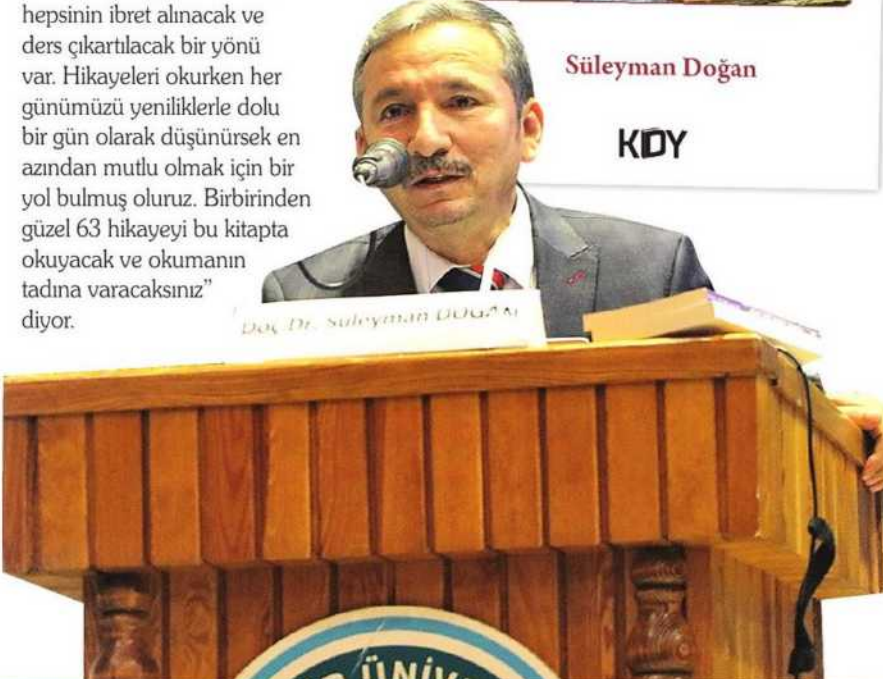 hepsinin ibret alınacak ve
ders çıkartılacak bir yönü
var. Hikayeleri okurken her
günümüzü yeniliklerle dolu
bir gün olarak düşünürsek en
azından mutlu olmak için bir
yol bulmuş oluruz. Birbirinden
güzel 63 hikayeyi bu kitapta
okuyacak ve okumanın
tadına varacaksınız”
diyor.
Süleyman Doğan
KDY
Doç. Dr. Süleyman DOĞAN